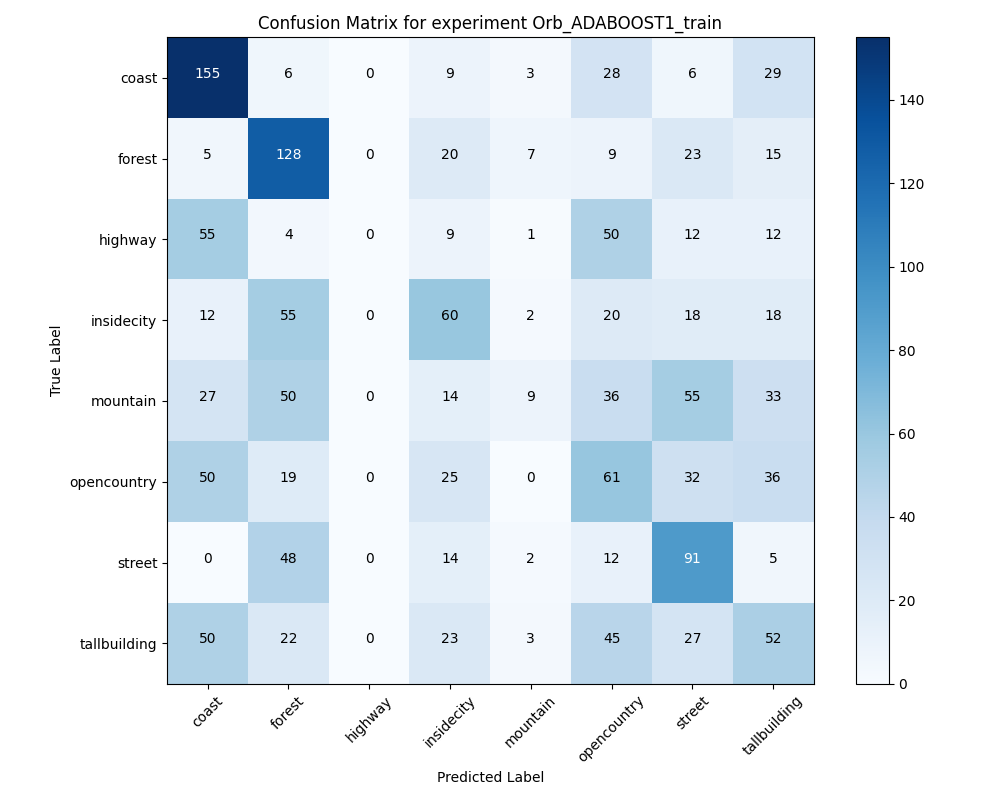 Confusion Matrix for experiment Orb_ADABOOST1_train
coast 155 6 0 9 3 28 6 29
forest 5 128 0 20 7 9 23 15
highway 55 4 0 9 1 50 12 12
insidecity 12 55 0 60 2 20 18 18
mountain 27 50 0 14 9 36 55 33
opencountry 50 19 0 25 0 61 32 36
street 0 48 0 14 2 12 91 5
tallbuilding 50 22 0 23 3 45 27 52
True Label
coast forest highway insidecity mountain opencountry street tallbuilding
Predicted Label
140
120
100
80
60
40
20
0